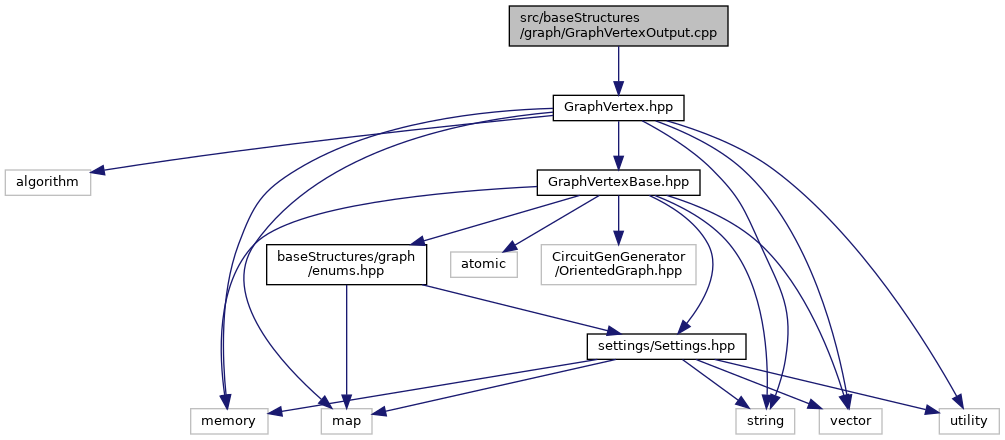 src/baseStructures
/graph/GraphVertexOutput.cpp
GraphVertex.hpp
algorithm
GraphVertexBase.hpp
baseStructures/graph
/enums.hpp
atomic
CircuitGenGenerator
/OrientedGraph.hpp
settings/Settings.hpp
memory
map
string
vector
utility